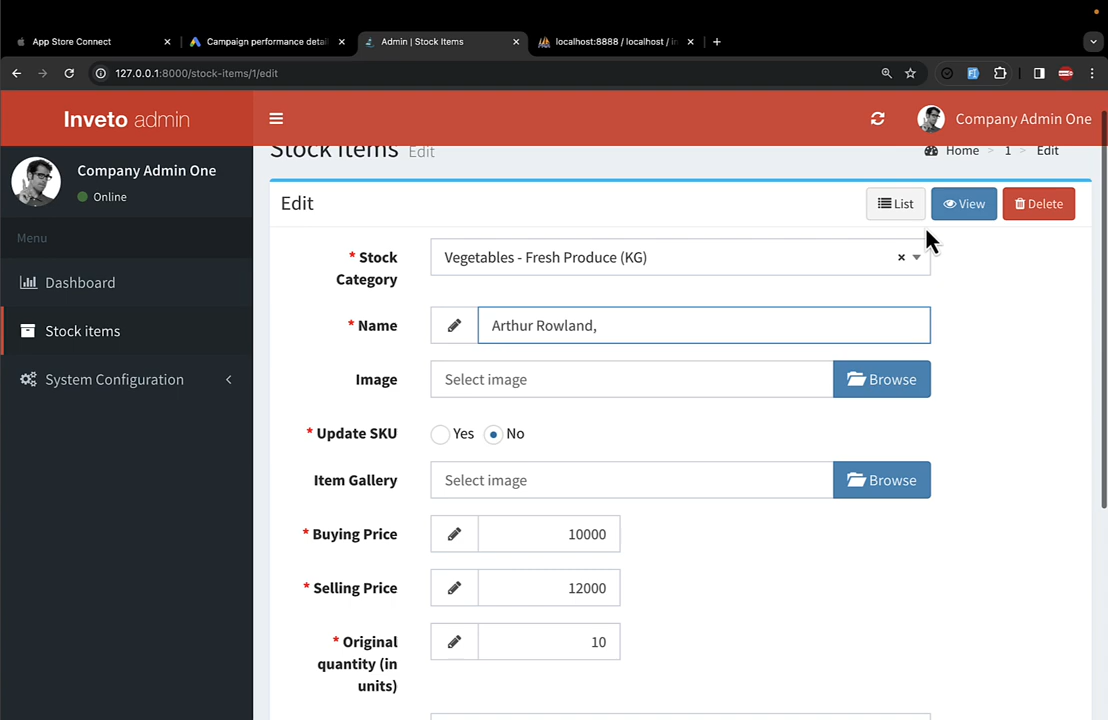 App Store Connect
Campaign performance detai
Admin | Stock Items
localhost:8888 / localhost / in
127.0.0.1:8000/stock-items/1/edit
Inveto admin
Company Admin One
Stock Items Edit
Home > 1 > Edit
Company Admin One
Online
Menu
Dashboard
Stock items
System Configuration
Edit
List
View
Delete
* Stock
Category
Vegetables - Fresh Produce (KG)
* Name
Arthur Rowland,
Image
Select image
Browse
* Update SKU
Yes
No
Item Gallery
Select image
Browse
* Buying Price
10000
* Selling Price
12000
* Original
quantity (in
units)
10